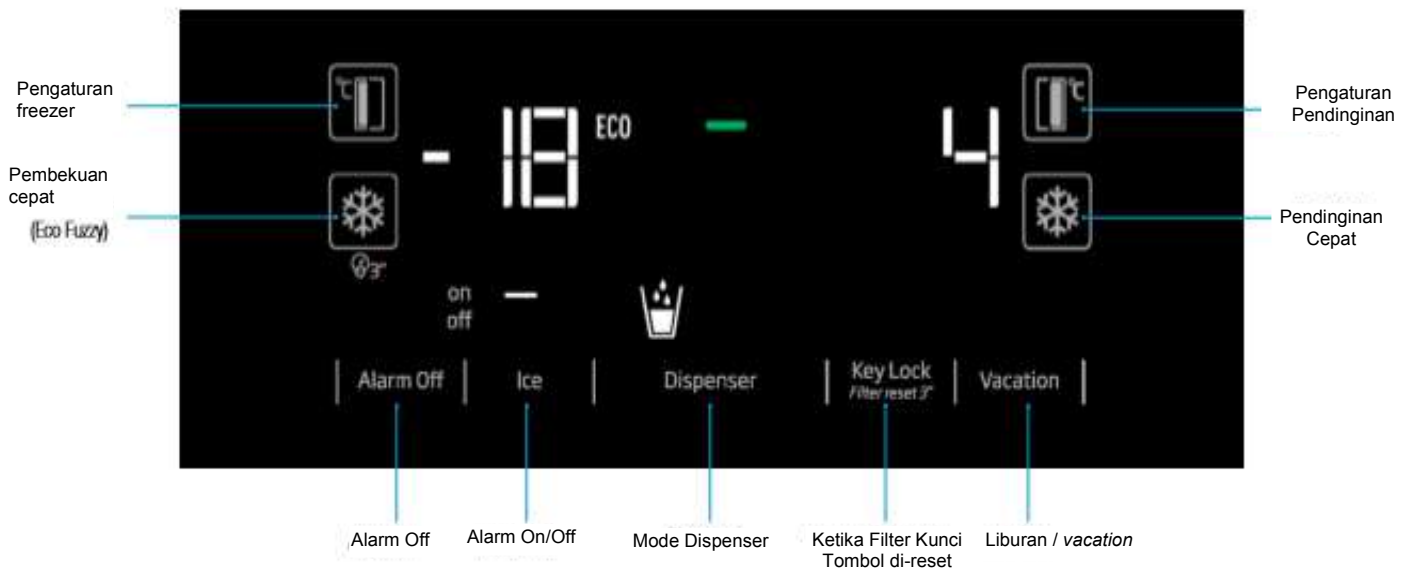 Pengaturan
freezer
°C
-18
ECO
4
°C
Pengaturan
Pendinginan
Pembekuan
cepat
(Eco Fuzzy)
3"
Pendinginan
Cepat
on
off
Alarm Off
Ice
Dispenser
Key Lock
Filter reset 3"
Vacation
Alarm Off
Alarm On/Off
Mode Dispenser
Ketika Filter Kunci
Tombol di-reset
Liburan / vacation